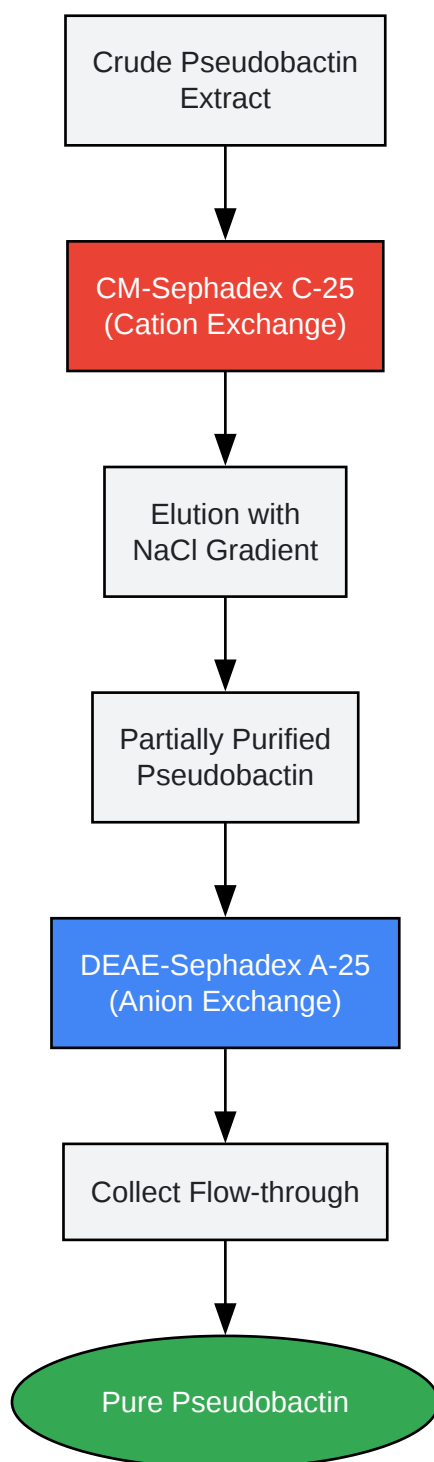 Crude Pseudobactin
Extract
CM-Sephadex C-25
(Cation Exchange)
Elution with
NaCl Gradient
Partially Purified
Pseudobactin
DEAE-Sephadex A-25
(Anion Exchange)
Collect Flow-through
Pure Pseudobactin